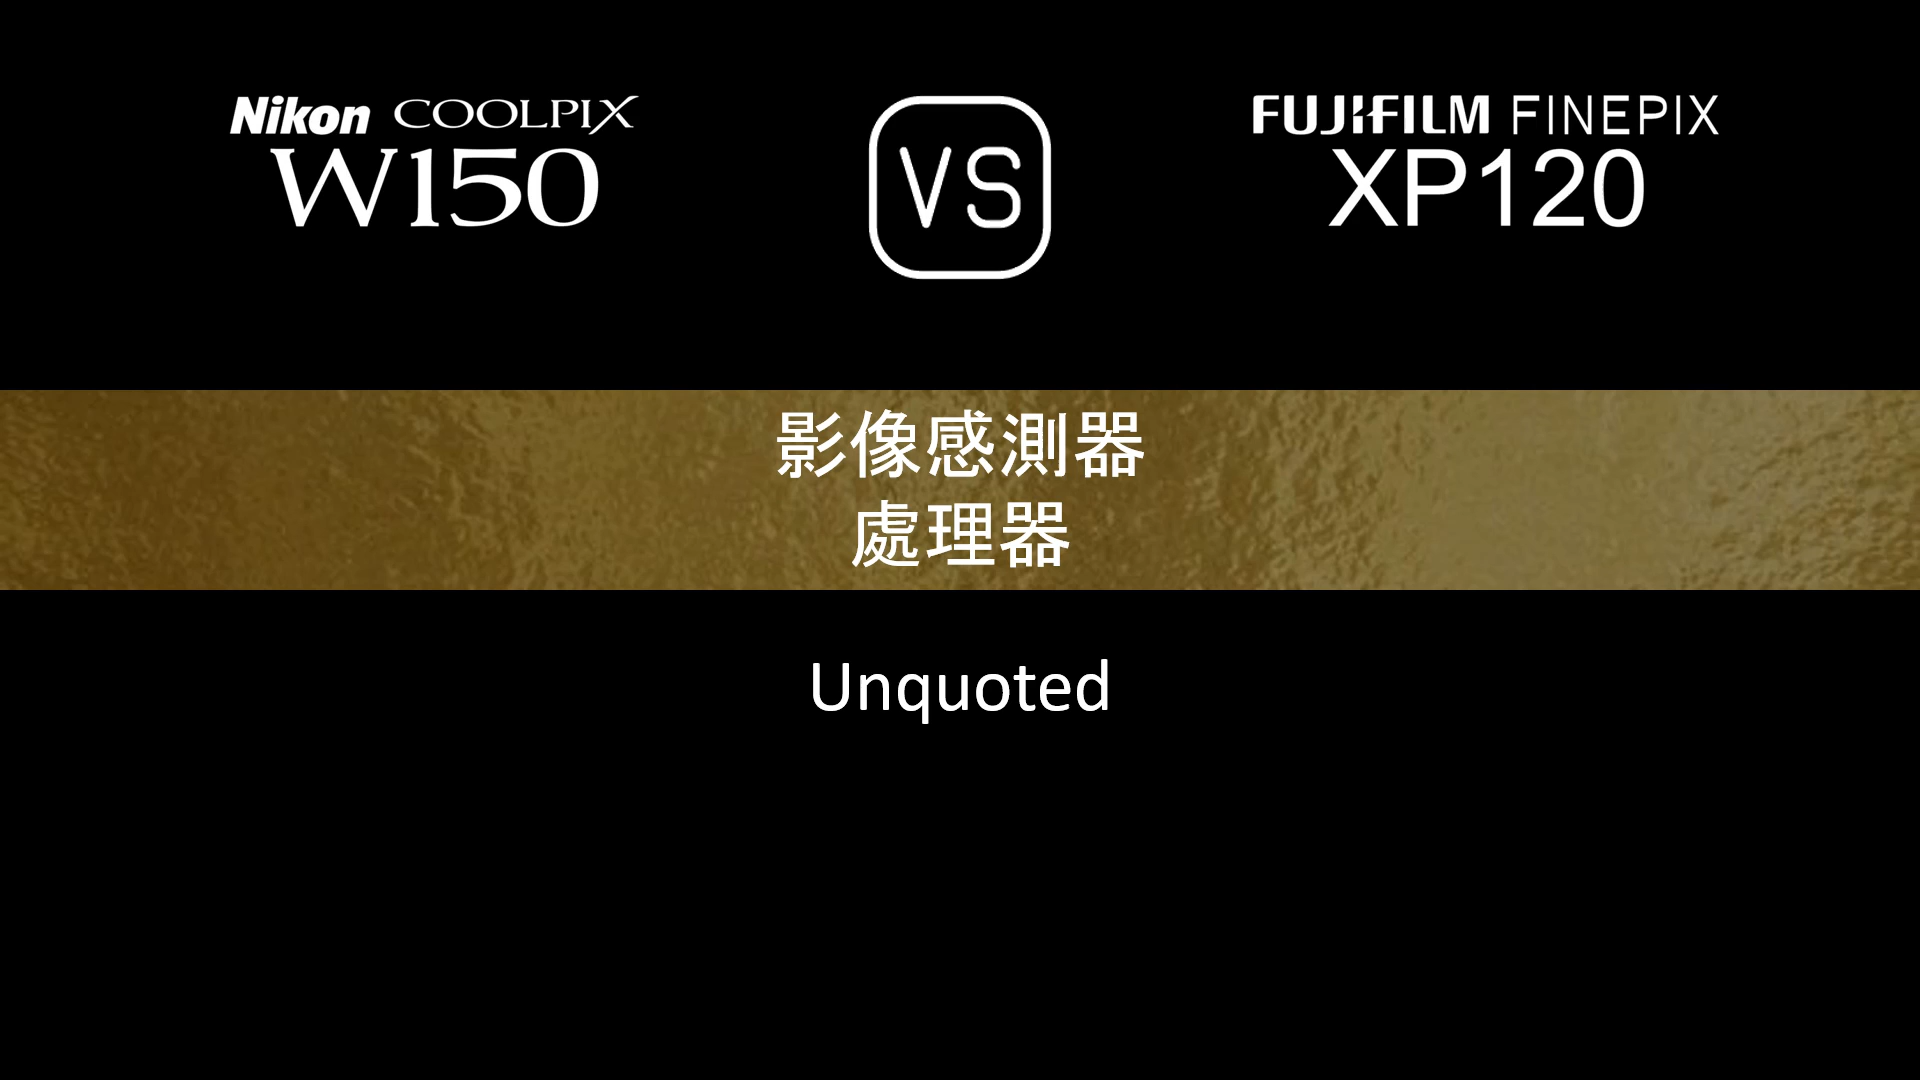 Nikon COOLPIX
W150
VS
FUJIFILM FINEPIX
XP120
影像感測器
處理器
Unquoted